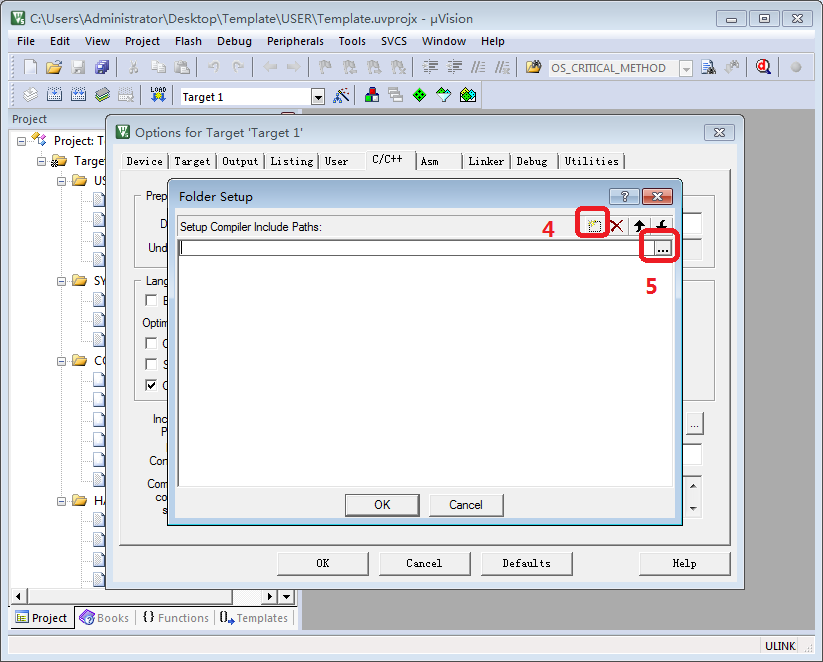 C:\Users\Administrator\Desktop\Template\USER\Template.uvprojx - µVision
File Edit View Project Flash Debug Peripherals Tools SVCS Window Help
OS_CRITICAL_METHOD
LOAD
Target 1
Project
Project: T
Targe
US
SY
CO
HA
Options for Target 'Target 1'
Device Target Output Listing User C/C++ Asm Linker Debug Utilities
Prep
D
Und
Lang
E
Optim
O
S
O
Inc
P
Con
Com
co
s
...
Folder Setup
?
Setup Compiler Include Paths:
4
...
5
OK Cancel
OK Cancel Defaults Help
Project Books {} Functions Templates
ULINK